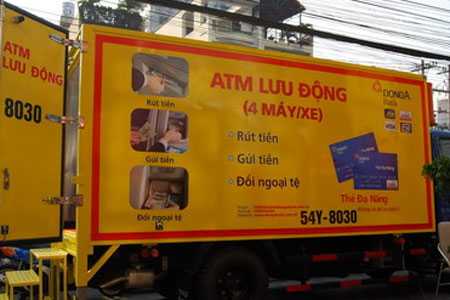 ATM
LƯU ĐỘNG
8030
Rút tiền
Gửi tiền
Đổi ngoại tệ
ATM LƯU ĐỘNG
(4 MÁY/XE)
Rút tiền
Gửi tiền
Đổi ngoại tệ
DONGA
Bank
Thẻ Đa Năng
54Y-8030